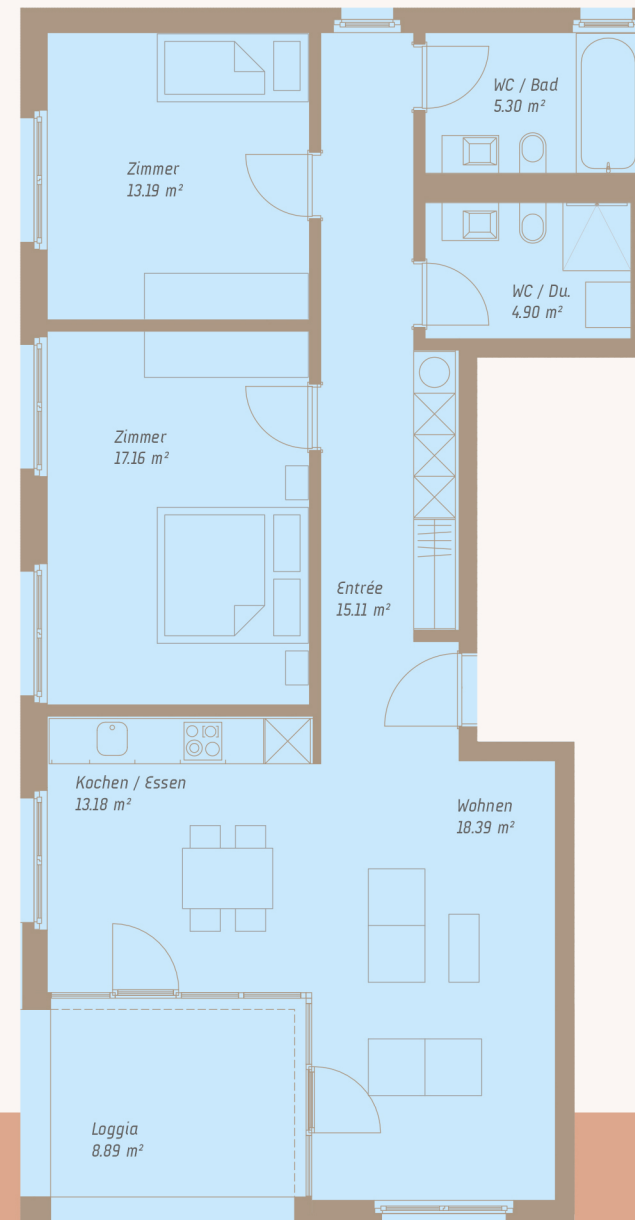 WC / Bad
5.30 m²
Zimmer
13.19 m²
WC / Du.
4.90 m²
Zimmer
17.16 m²
Entrée
15.11 m²
Kochen / Essen
13.18 m²
Wohnen
18.39 m²
Loggia
8.89 m²